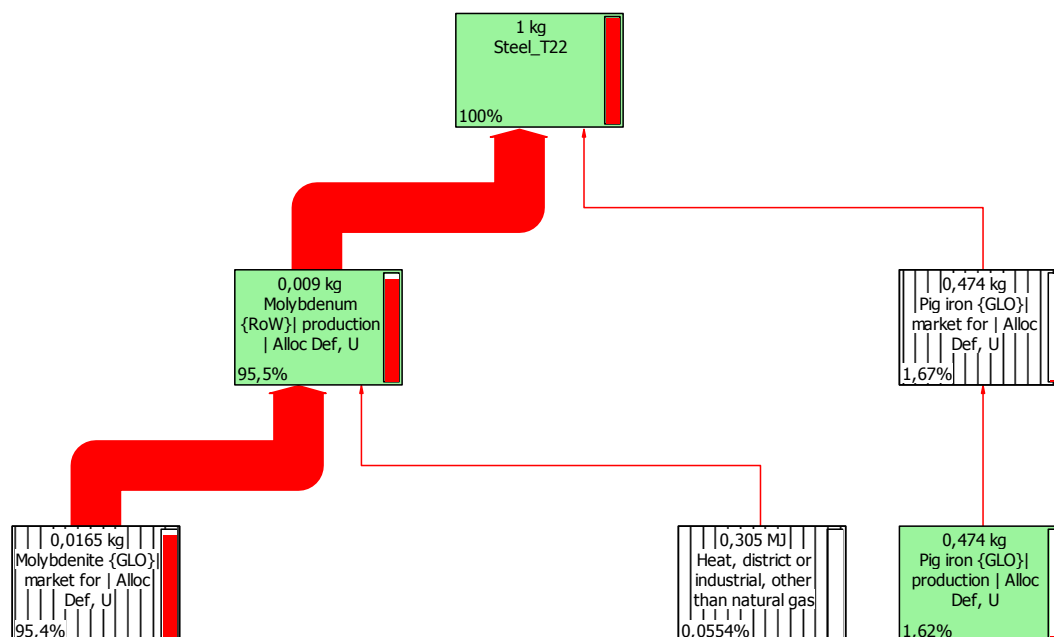 1 kg
Steel_T22
100%
0,009 kg
Molybdenum
{RoW}| production
| Alloc Def, U
95,5%
0,474 kg
Pig iron {GLO}|
market for | Alloc
Def, U
1,67%
0,0165 kg
Molybdenite {GLO}|
market for | Alloc
Def, U
95,4%
0,305 MJ
Heat, district or
industrial, other
than natural gas
0,0554%
0,474 kg
Pig iron {GLO}|
production | Alloc
Def, U
1,62%